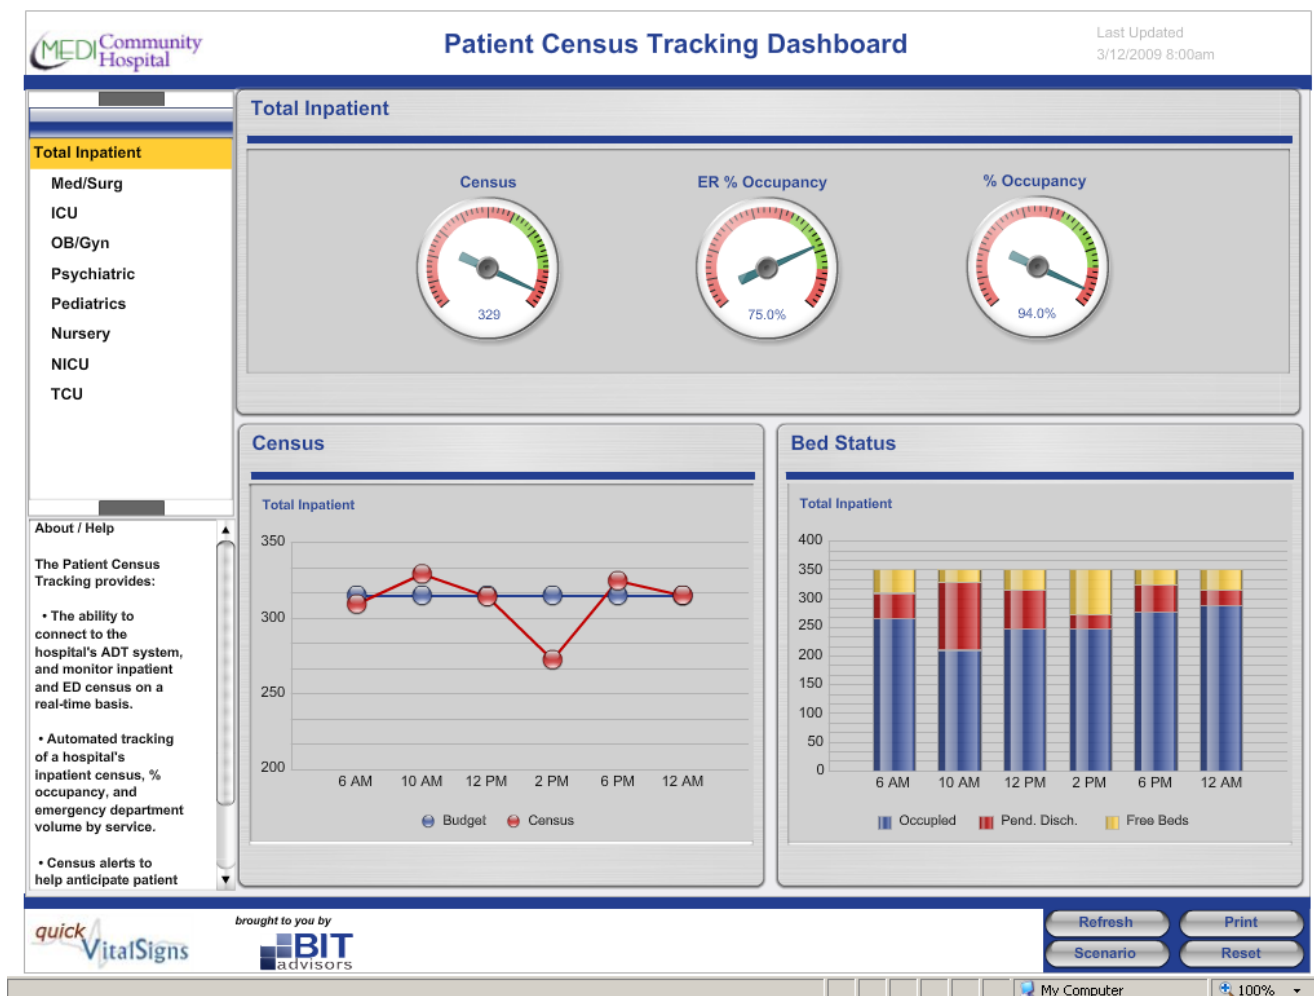 MEDI Community
Hospital
Patient Census Tracking Dashboard
Last Updated
3/12/2009 8:00am
Total Inpatient
Med/Surg
ICU
OB/Gyn
Psychiatric
Pediatrics
Nursery
NICU
TCU
About / Help
The Patient Census
Tracking provides:
• The ability to
connect to the
hospital's ADT system,
and monitor inpatient
and ED census on a
real-time basis.
• Automated tracking
of a hospital's
inpatient census, %
occupancy, and
emergency department
volume by service.
• Census alerts to
help anticipate patient
Total Inpatient
Census
ER % Occupancy
% Occupancy
329
75.0%
94.0%
Census
Total Inpatient
350
300
250
200
6 AM 10 AM 12 PM 2 PM 6 PM 12 AM
Budget Census
Bed Status
Total Inpatient
400
350
300
250
200
150
100
50
0
6 AM 10 AM 12 PM 2 PM 6 PM 12 AM
Occupled Pend. Disch. Free Beds
quick
VitalSigns
brought to you by
BIT
advisors
Refresh Print
Scenario Reset
My Computer 100%